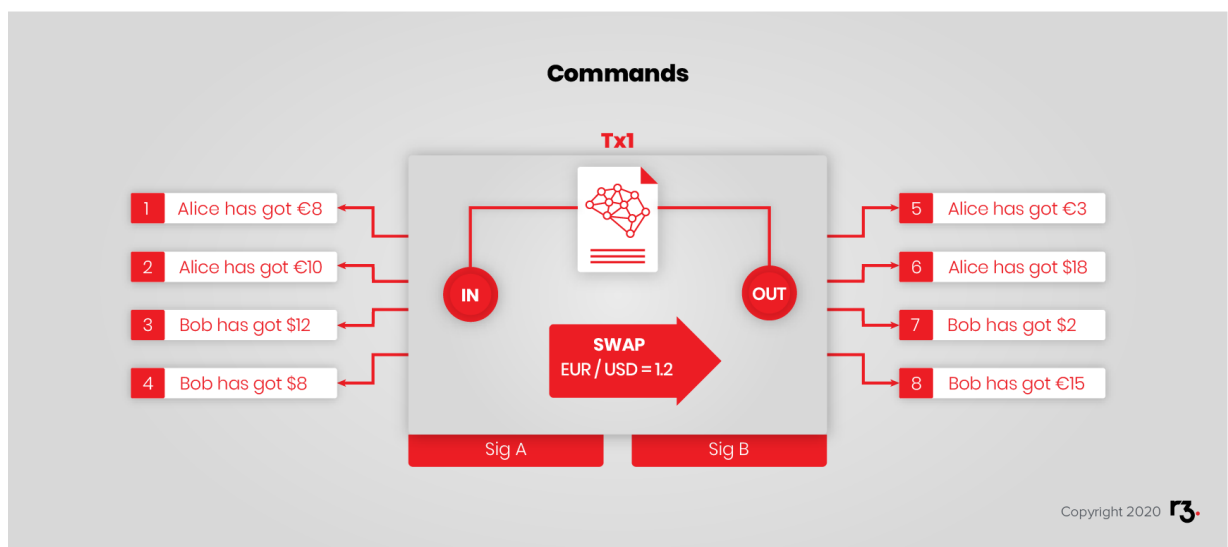 Commands
Tx1
1 Alice has got €8
2 Alice has got €10
3 Bob has got $12
4 Bob has got $8
IN
OUT
SWAP
EUR / USD = 1.2
5 Alice has got €3
6 Alice has got $18
7 Bob has got $2
8 Bob has got €15
Sig A
Sig B
Copyright 2020 r3.